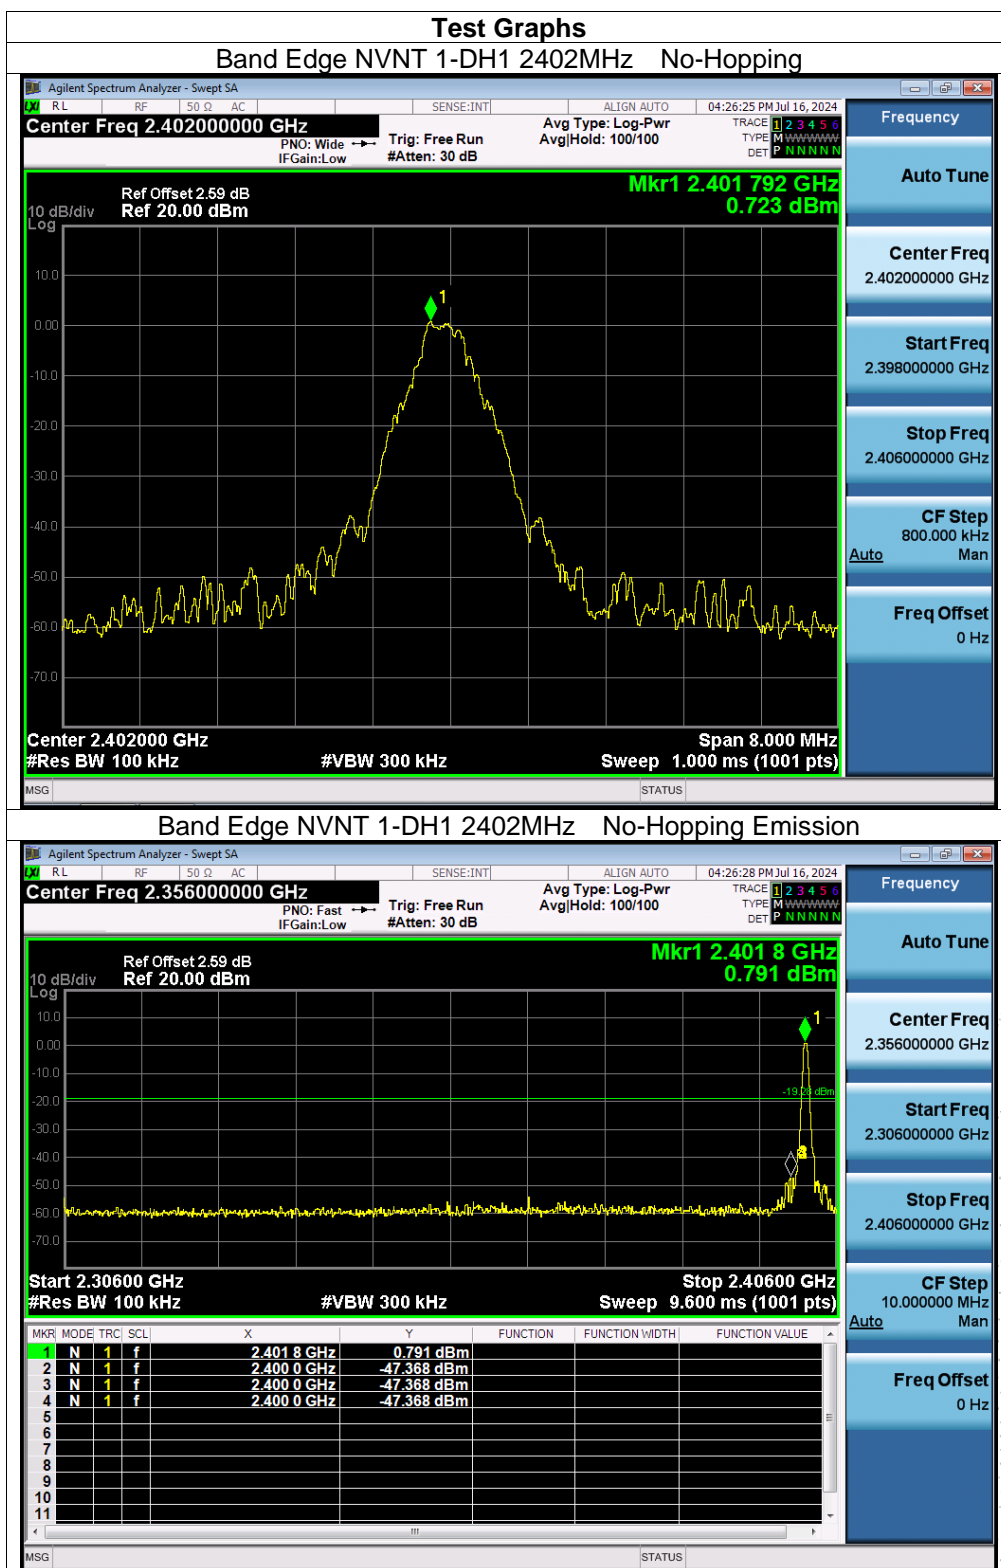 Test Graphs
Band Edge NVNT 1-DH1 2402MHz No-Hopping
Agilent Spectrum Analyzer - Swept SA
LXI RL RF 50 Ω AC SENSE:INT ALIGN AUTO 04:26:25 PM Jul 16, 2024
Center Freq 2.402000000 GHz
PNO: Wide
IFGain:Low
Trig: Free Run
#Atten: 30 dB
Avg Type: Log-Pwr
Avg|Hold: 100/100
TRACE 1 2 3 4 5 6
TYPE M WWWWW
DET P N N N N N
Frequency
Auto Tune
Center Freq
2.402000000 GHz
Start Freq
2.398000000 GHz
Stop Freq
2.406000000 GHz
CF Step
800.000 kHz
Auto Man
Freq Offset
0 Hz
Mkr1 2.401 792 GHz
0.723 dBm
Ref Offset 2.59 dB
10 dB/div Ref 20.00 dBm
Log
10.0
1
0.00
-10.0
-20.0
-30.0
-40.0
-50.0
-60.0
-70.0
Center 2.402000 GHz Span 8.000 MHz
#Res BW 100 kHz #VBW 300 kHz Sweep 1.000 ms (1001 pts)
MSG STATUS
Band Edge NVNT 1-DH1 2402MHz No-Hopping Emission
Agilent Spectrum Analyzer - Swept SA
LXI RL RF 50 Ω AC SENSE:INT ALIGN AUTO 04:26:28 PM Jul 16, 2024
Center Freq 2.356000000 GHz
PNO: Fast
IFGain:Low
Trig: Free Run
#Atten: 30 dB
Avg Type: Log-Pwr
Avg|Hold: 100/100
TRACE 1 2 3 4 5 6
TYPE M WWWWW
DET P N N N N N
Frequency
Auto Tune
Center Freq
2.356000000 GHz
Start Freq
2.306000000 GHz
Stop Freq
2.406000000 GHz
CF Step
10.000000 MHz
Auto Man
Freq Offset
0 Hz
Mkr1 2.401 8 GHz
0.791 dBm
Ref Offset 2.59 dB
10 dB/div Ref 20.00 dBm
Log
10.0
1
0.00
-10.0
-19.28 dBm
-20.0
-30.0
-40.0
-50.0
-60.0
-70.0
Start 2.30600 GHz Stop 2.40600 GHz
#Res BW 100 kHz #VBW 300 kHz Sweep 9.600 ms (1001 pts)
MKR MODE TRC SCL X Y FUNCTION FUNCTION WIDTH FUNCTION VALUE
1 N 1 f 2.401 8 GHz 0.791 dBm
2 N 1 f 2.400 0 GHz -47.368 dBm
3 N 1 f 2.400 0 GHz -47.368 dBm
4 N 1 f 2.400 0 GHz -47.368 dBm
5
6
7
8
9
10
11
MSG STATUS